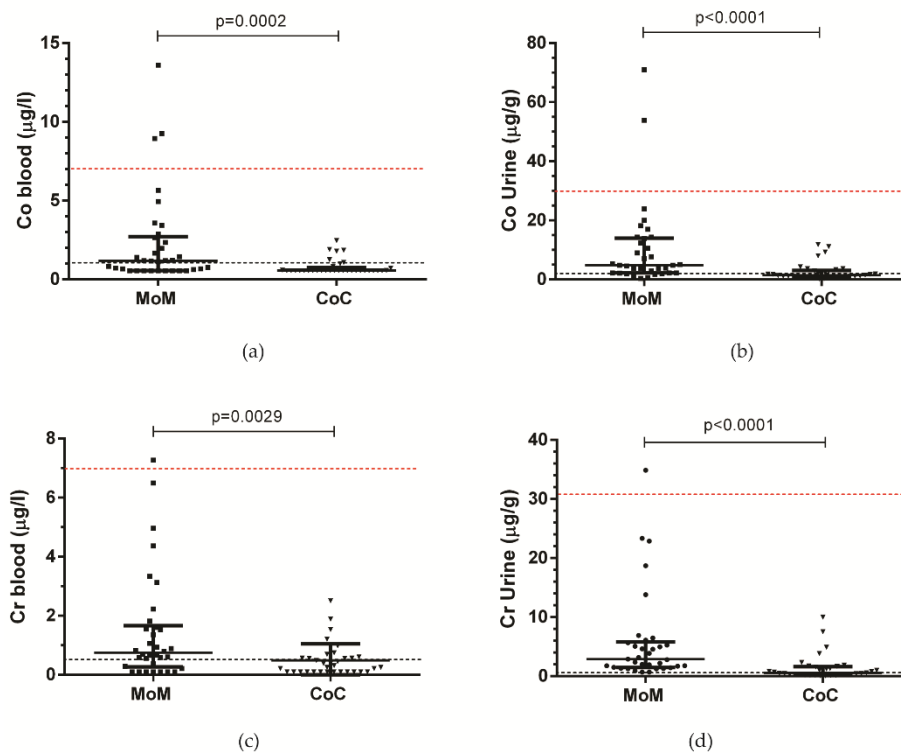 p=0.0002
15
10
5
0
Co blood (µg/l)
MoM
CoC
(a)
p<0.0001
80
60
40
20
0
Co Urine (µg/g)
MoM
CoC
(b)
p=0.0029
8
6
4
2
0
Cr blood (µg/l)
MoM
CoC
(c)
p<0.0001
40
30
20
10
0
Cr Urine (µg/g)
MoM
CoC
(d)